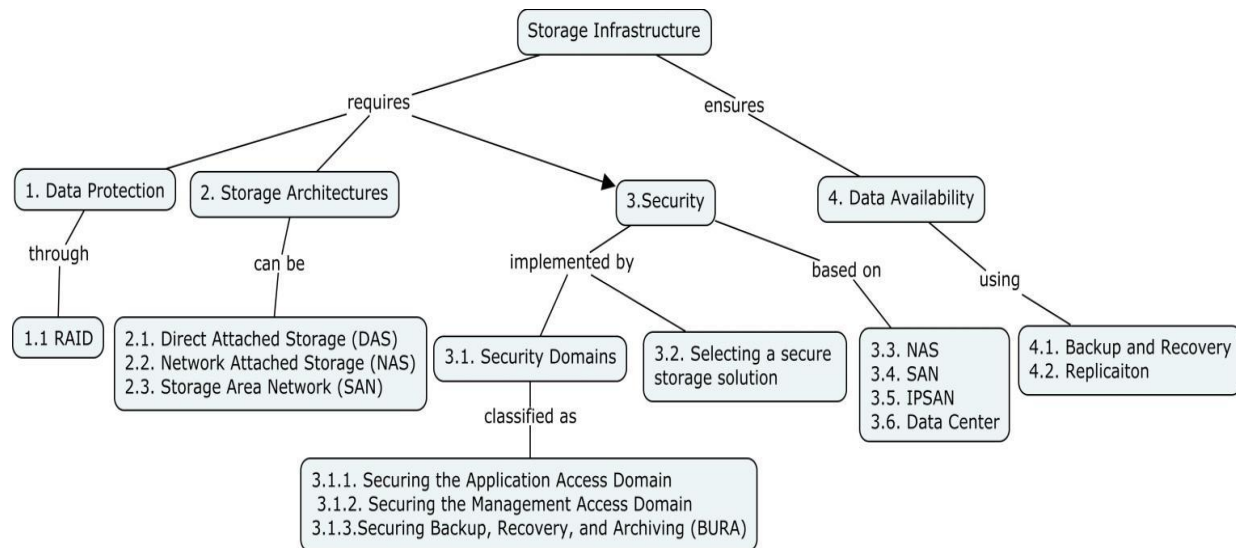 Storage Infrastructure
requires
ensures
1. Data Protection
2. Storage Architectures
3.Security
4. Data Availability
through
can be
implemented by
based on
using
1.1 RAID
2.1. Direct Attached Storage (DAS)
2.2. Network Attached Storage (NAS)
2.3. Storage Area Network (SAN)
3.1. Security Domains
3.2. Selecting a secure
storage solution
3.3. NAS
3.4. SAN
3.5. IPSAN
3.6. Data Center
4.1. Backup and Recovery
4.2. Replicaiton
classified as
3.1.1. Securing the Application Access Domain
3.1.2. Securing the Management Access Domain
3.1.3.Securing Backup, Recovery, and Archiving (BURA)